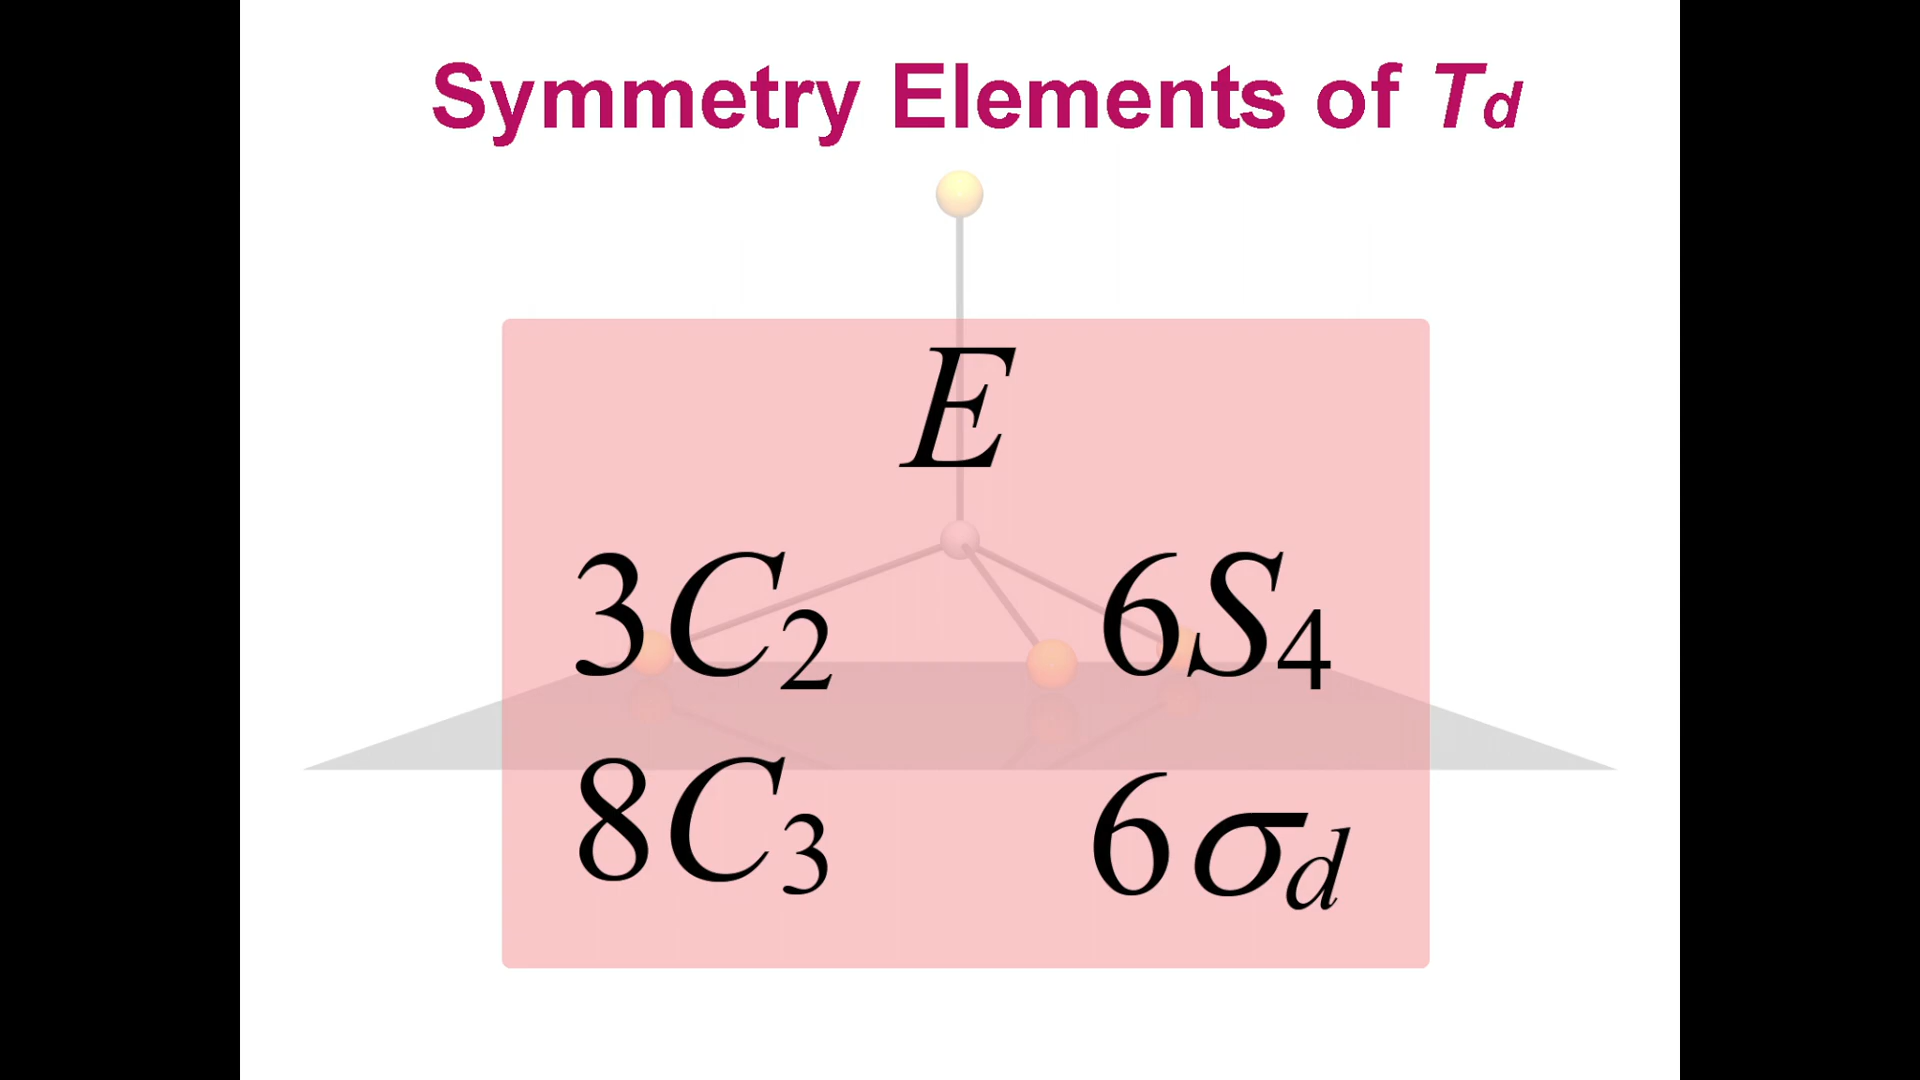 Symmetry Elements of Td
E
3C₂ 6S₄
8C₃ 6σd